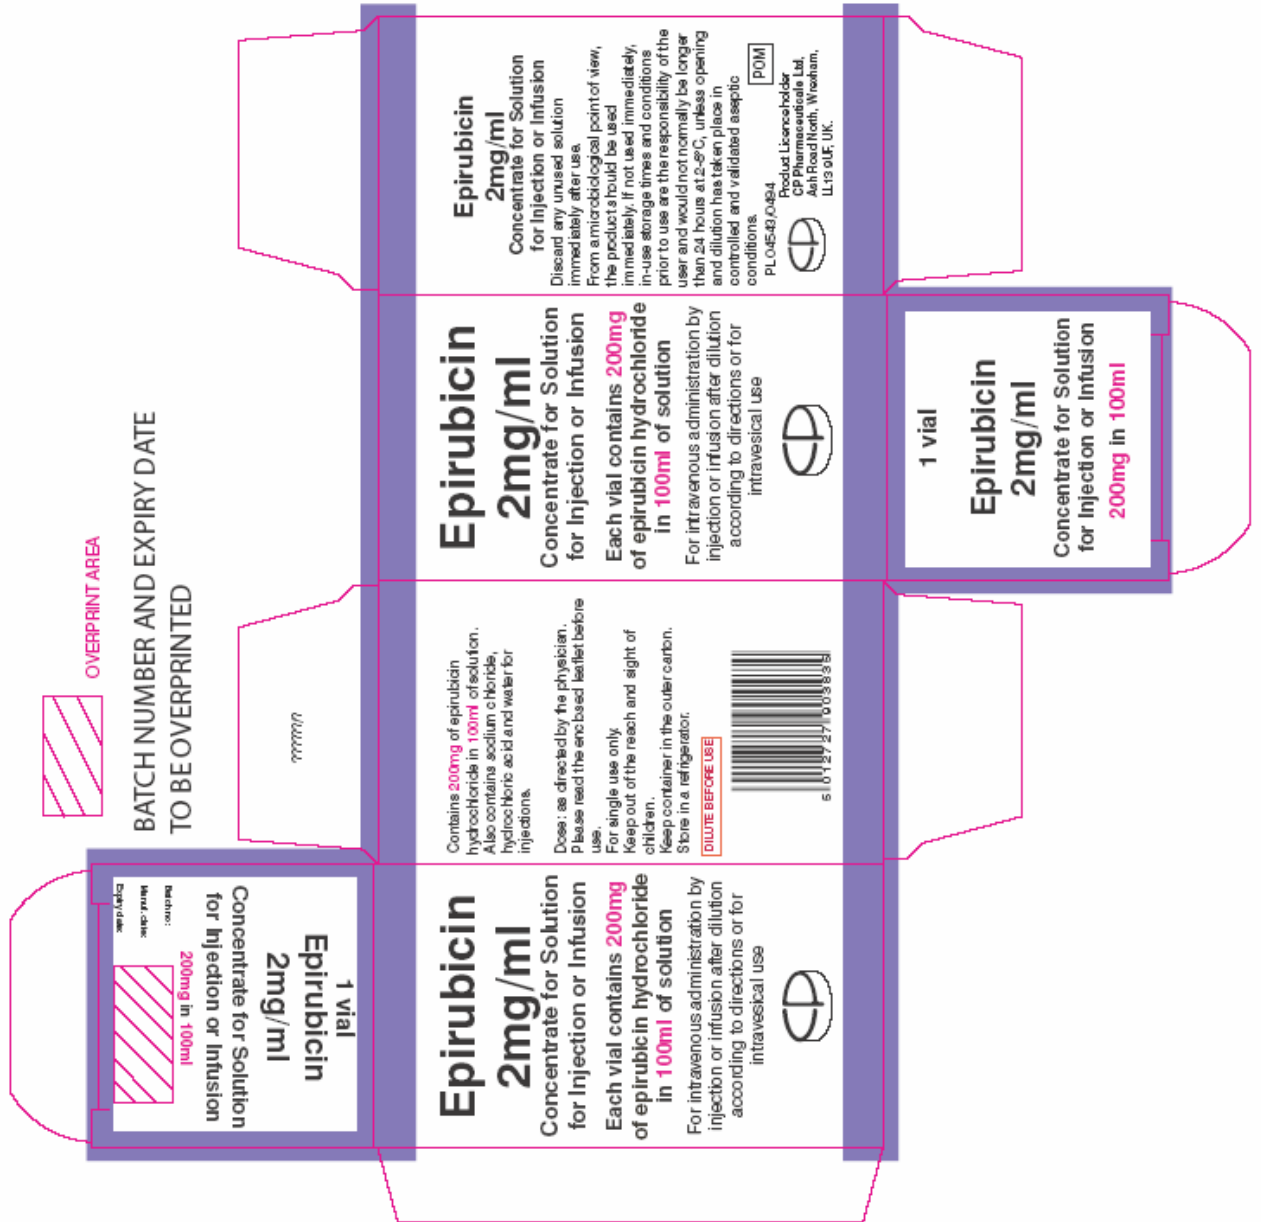 OVERPRINT AREA
BATCH NUMBER AND EXPIRY DATE
TO BE OVERPRINTED
1 vial
Epirubicin
2mg/ml
Concentrate for Solution
for Injection or Infusion
200mg in 100ml
Batch no:
Manuf. date:
Expiry date:
Epirubicin
2mg/ml
Concentrate for Solution
for Injection or Infusion
Each vial contains 200mg
of epirubicin hydrochloride
in 100ml of solution
For intravenous administration by
injection or infusion after dilution
according to directions or for
intravesical use
Contains 200mg of epirubicin
hydrochloride in 100ml of solution.
Also contains sodium chloride,
hydrochloric acid and water for
injections.
Dose: as directed by the physician.
Please read the enclosed leaflet before
use.
For single use only.
Keep out of the reach and sight of
children.
Keep container in the outer carton.
Store in a refrigerator.
DILUTE BEFORE USE
5 012727 903835
Epirubicin
2mg/ml
Concentrate for Solution
for Injection or Infusion
Each vial contains 200mg
of epirubicin hydrochloride
in 100ml of solution
For intravenous administration by
injection or infusion after dilution
according to directions or for
intravesical use
Epirubicin
2mg/ml
Concentrate for Solution
for Injection or Infusion
Discard any unused solution
immediately after use.
From a microbiological point of view,
the product should be used
immediately. If not used immediately,
in-use storage times and conditions
prior to use are the responsibility of the
user and would not normally be longer
than 24 hours at 2-8°C, unless opening
and dilution has taken place in
controlled and validated aseptic
conditions.
PL04543/0494
POM
Product Licence holder
CP Pharmaceuticals Ltd,
Ash Road North, Wrexham,
LL13 9UF, UK.
1 vial
Epirubicin
2mg/ml
Concentrate for Solution
for Injection or Infusion
200mg in 100ml